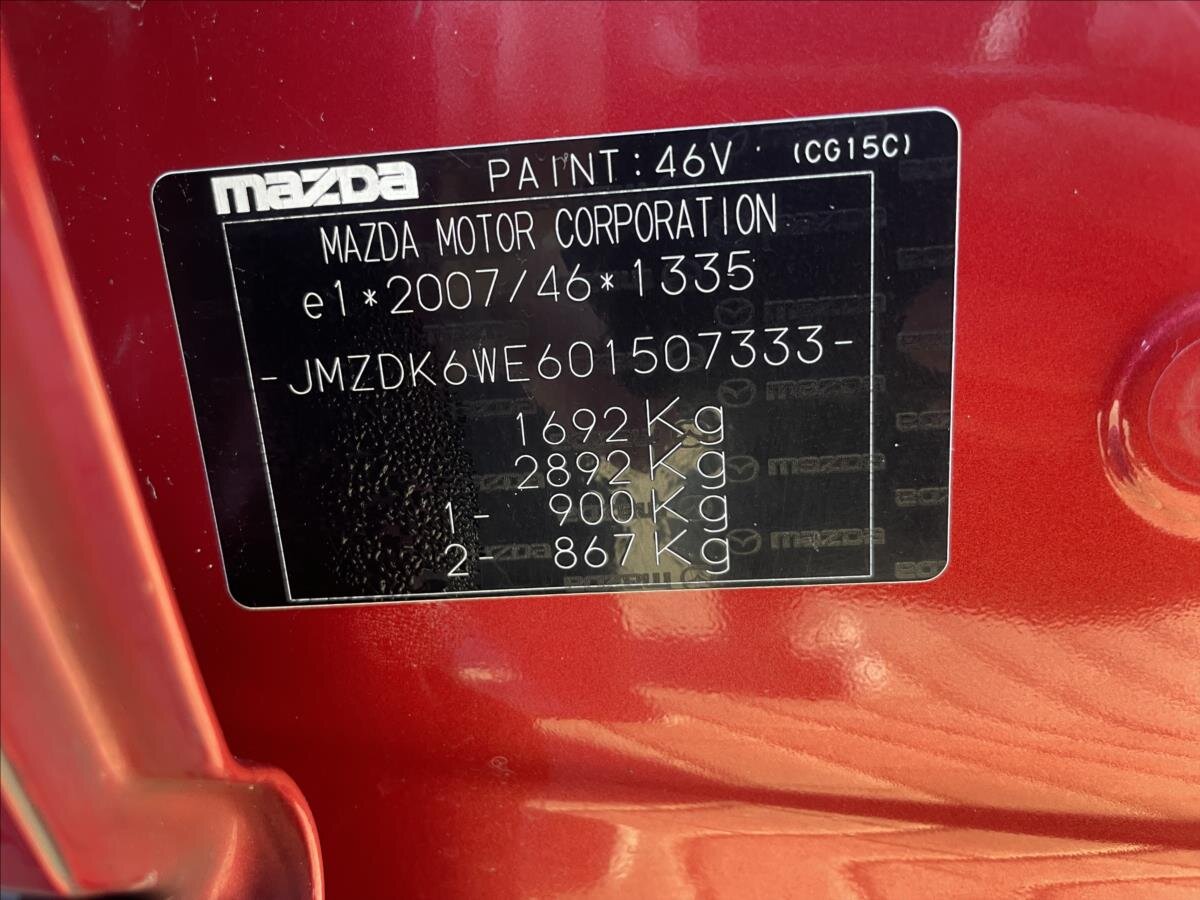 mazda PAINT:46V (CG15C)
MAZDA MOTOR CORPORATION
e1*2007/46*1335
-JMZDK6WE601507333-
1692Kg
2892Kg
1- 900Kg
2- 867Kg